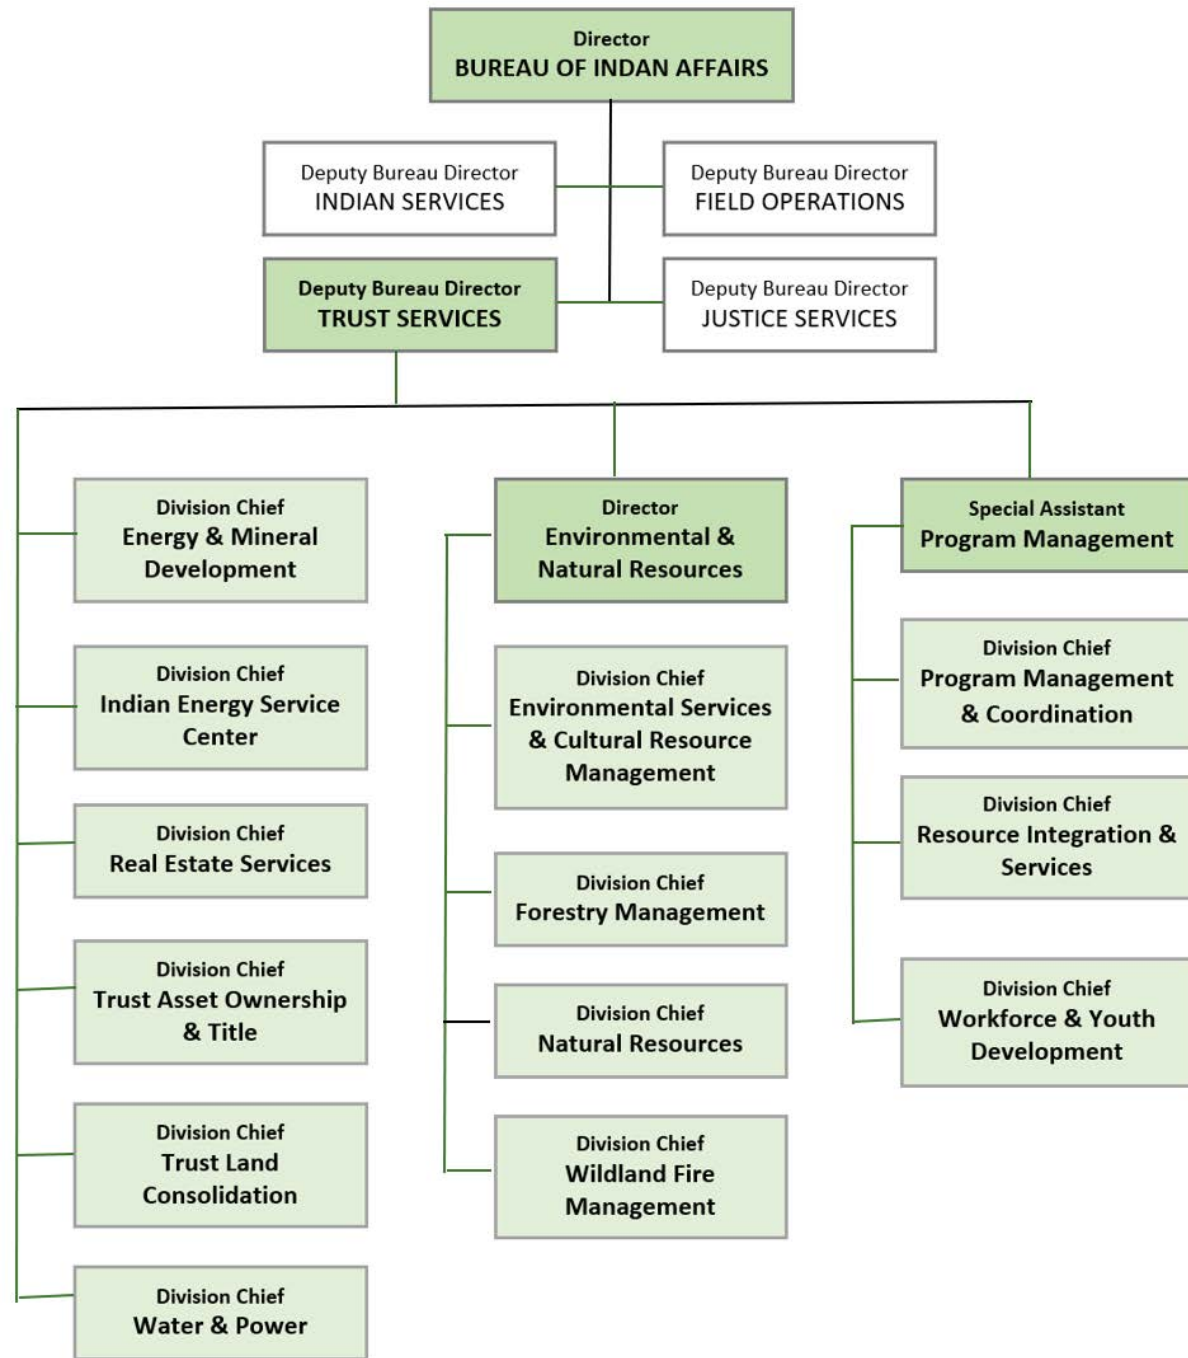 Director
BUREAU OF INDAN AFFAIRS
Deputy Bureau Director
INDIAN SERVICES
Deputy Bureau Director
FIELD OPERATIONS
Deputy Bureau Director
TRUST SERVICES
Deputy Bureau Director
JUSTICE SERVICES
Division Chief
Energy & Mineral
Development
Division Chief
Indian Energy Service
Center
Division Chief
Real Estate Services
Division Chief
Trust Asset Ownership
& Title
Division Chief
Trust Land
Consolidation
Division Chief
Water & Power
Director
Environmental &
Natural Resources
Division Chief
Environmental Services
& Cultural Resource
Management
Division Chief
Forestry Management
Division Chief
Natural Resources
Division Chief
Wildland Fire
Management
Special Assistant
Program Management
Division Chief
Program Management
& Coordination
Division Chief
Resource Integration &
Services
Division Chief
Workforce & Youth
Development